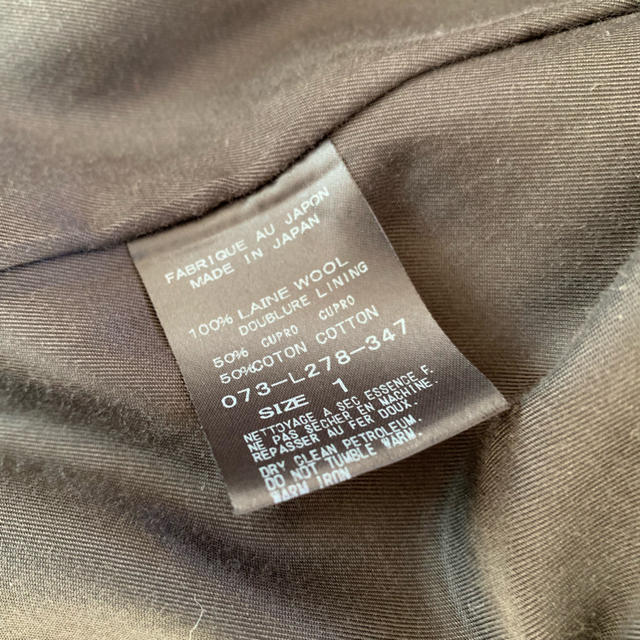 FABRIQUE AU JAPON
MADE IN JAPAN
100% LAINE WOOL
DOUBLURE LINING
50% CUPRO CUPRO
50%COTON COTTON
073-L278-347
SIZE 1
NETTOYAGE A SEC ESSENCE F.
NE PAS SECHER EN MACHINE.
REPASSER AU FER DOUX.
DRY CLEAN PETROLEUM.
DO NOT TUMBLE WARM.
WARM IRON